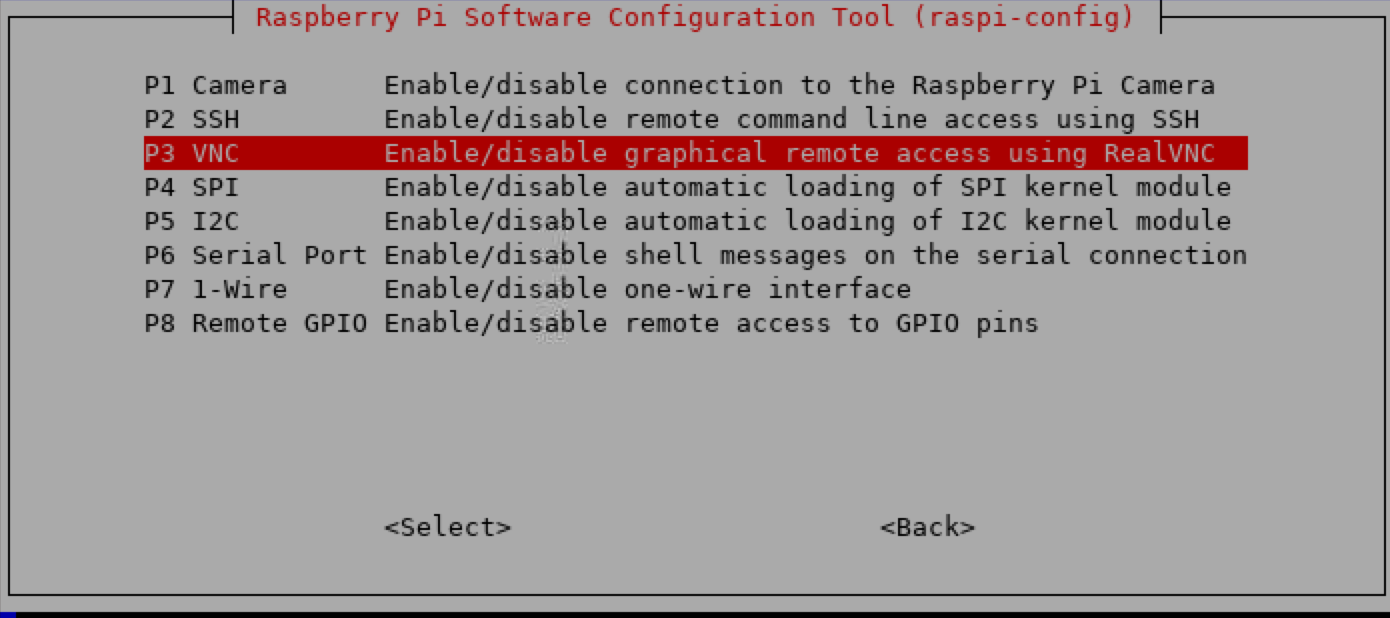 Raspberry Pi Software Configuration Tool (raspi-config)
P1 Camera Enable/disable connection to the Raspberry Pi Camera
P2 SSH Enable/disable remote command line access using SSH
P3 VNC Enable/disable graphical remote access using RealVNC
P4 SPI Enable/disable automatic loading of SPI kernel module
P5 I2C Enable/disable automatic loading of I2C kernel module
P6 Serial Port Enable/disable shell messages on the serial connection
P7 1-Wire Enable/disable one-wire interface
P8 Remote GPIO Enable/disable remote access to GPIO pins
<Select> <Back>